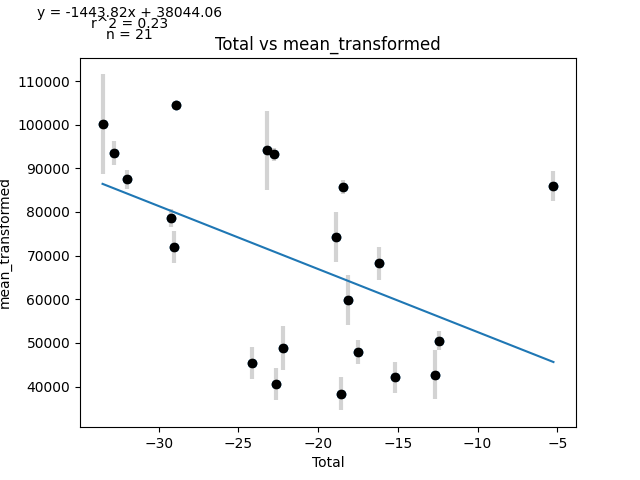 y = -1443.82x + 38044.06
r^2 = 0.23
n = 21
Total vs mean_transformed
110000
100000
90000
80000
70000
60000
50000
40000
mean_transformed
−30
−25
−20
−15
−10
−5
Total